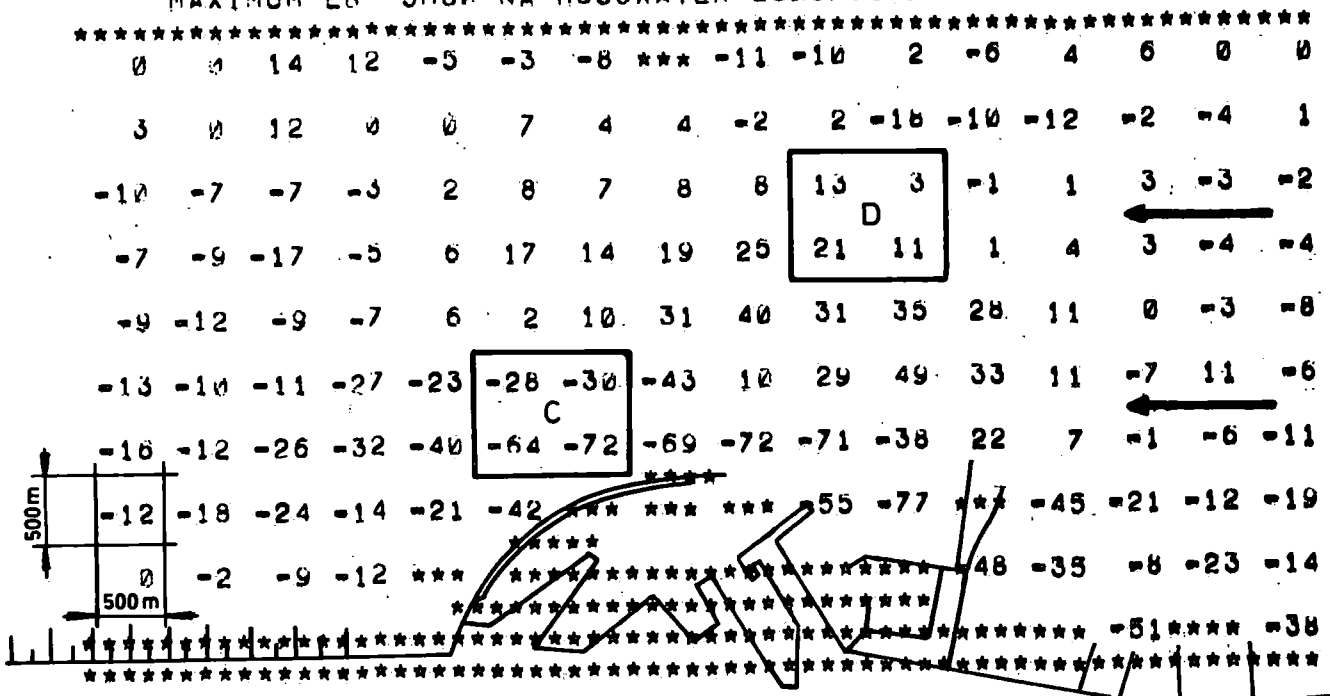 MAXIMUM EB
0 0 14 12 -5 -3 -8 *** -11 -10 2 -6 4 6 0 0
3 0 12 0 0 7 4 4 -2 2 -18 -10 -12 -2 -4 1
-10 -7 -7 -3 2 8 7 8 8 13 3 -1 1 3 -3 -2
D
-7 -9 -17 -5 6 17 14 19 25 21 11 1 4 3 -4 -4
-9 -12 -9 -7 6 2 10 31 40 31 35 28 11 0 -3 -8
-13 -10 -11 -27 -23 -28 -30 -43 10 29 49 33 11 -7 11 -6
C
-16 -12 -26 -32 -40 -64 -72 -69 -72 -71 -38 22 7 -1 -6 -11
500m
-12 -18 -24 -14 -21 -42 *** *** *** -55 -77 *** -45 -21 -12 -19
0 -2 -9 -12 *** -48 -35 -8 -23 -14
500m
-51 **** -38